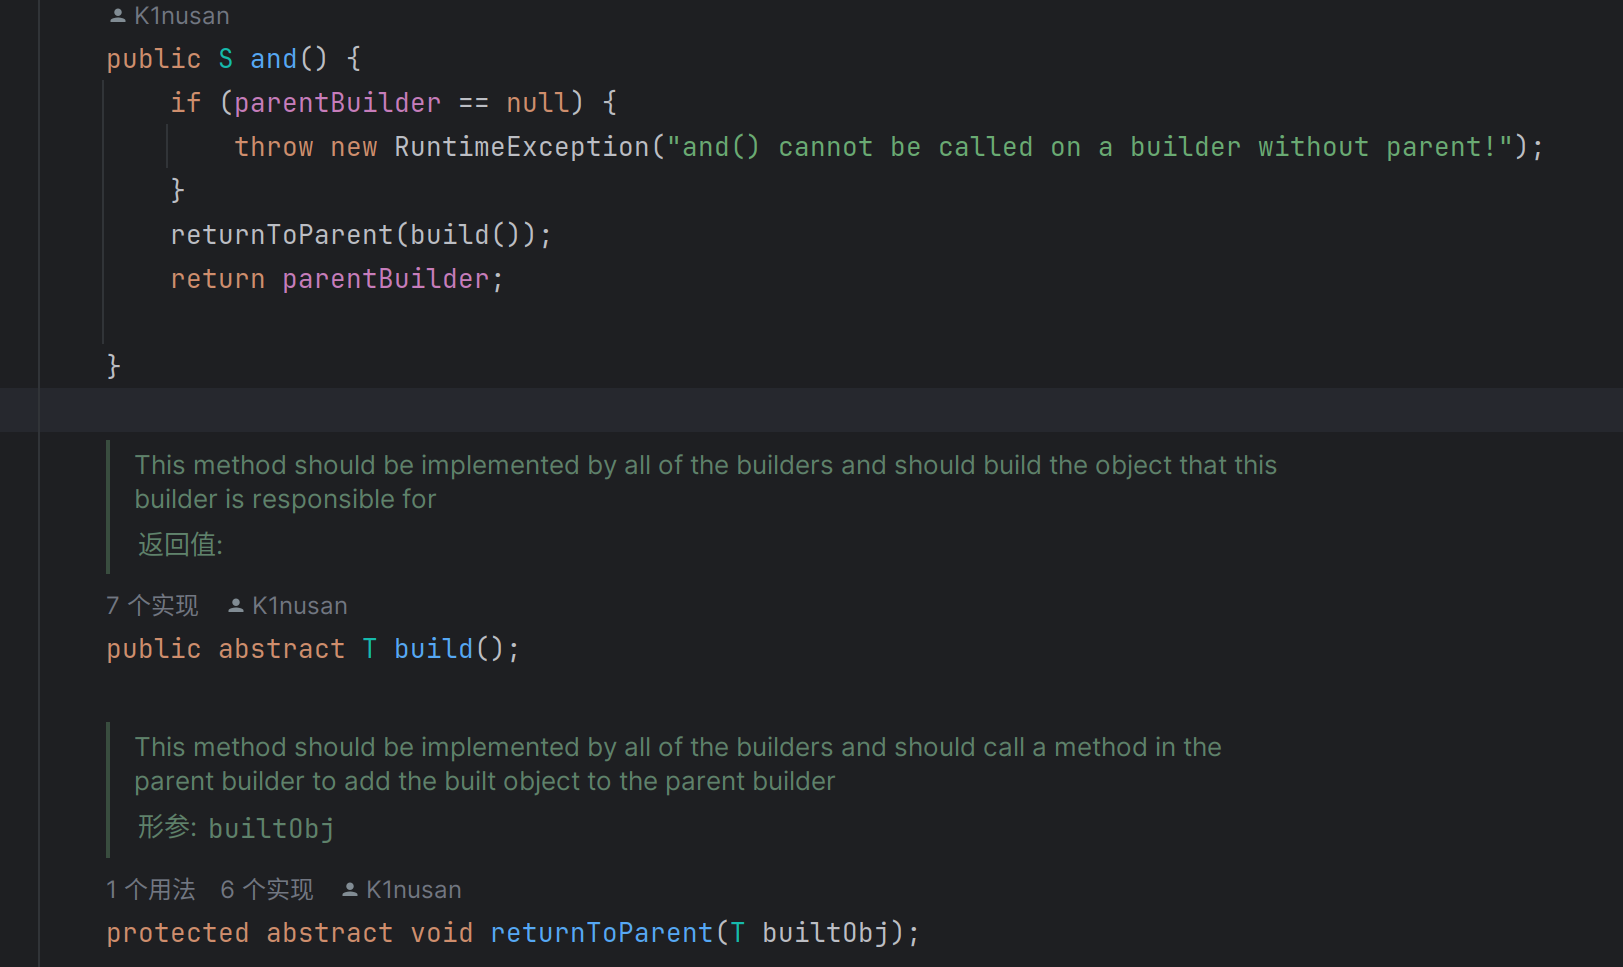 K1nusan
public S and() {
if (parentBuilder == null) {
throw new RuntimeException("and() cannot be called on a builder without parent!");
}
returnToParent(build());
return parentBuilder;
}
This method should be implemented by all of the builders and should build the object that this
builder is responsible for
返回值:
7 个实现 K1nusan
public abstract T build();
This method should be implemented by all of the builders and should call a method in the
parent builder to add the built object to the parent builder
形参: builtObj
1 个用法 6 个实现 K1nusan
protected abstract void returnToParent(T builtObj);